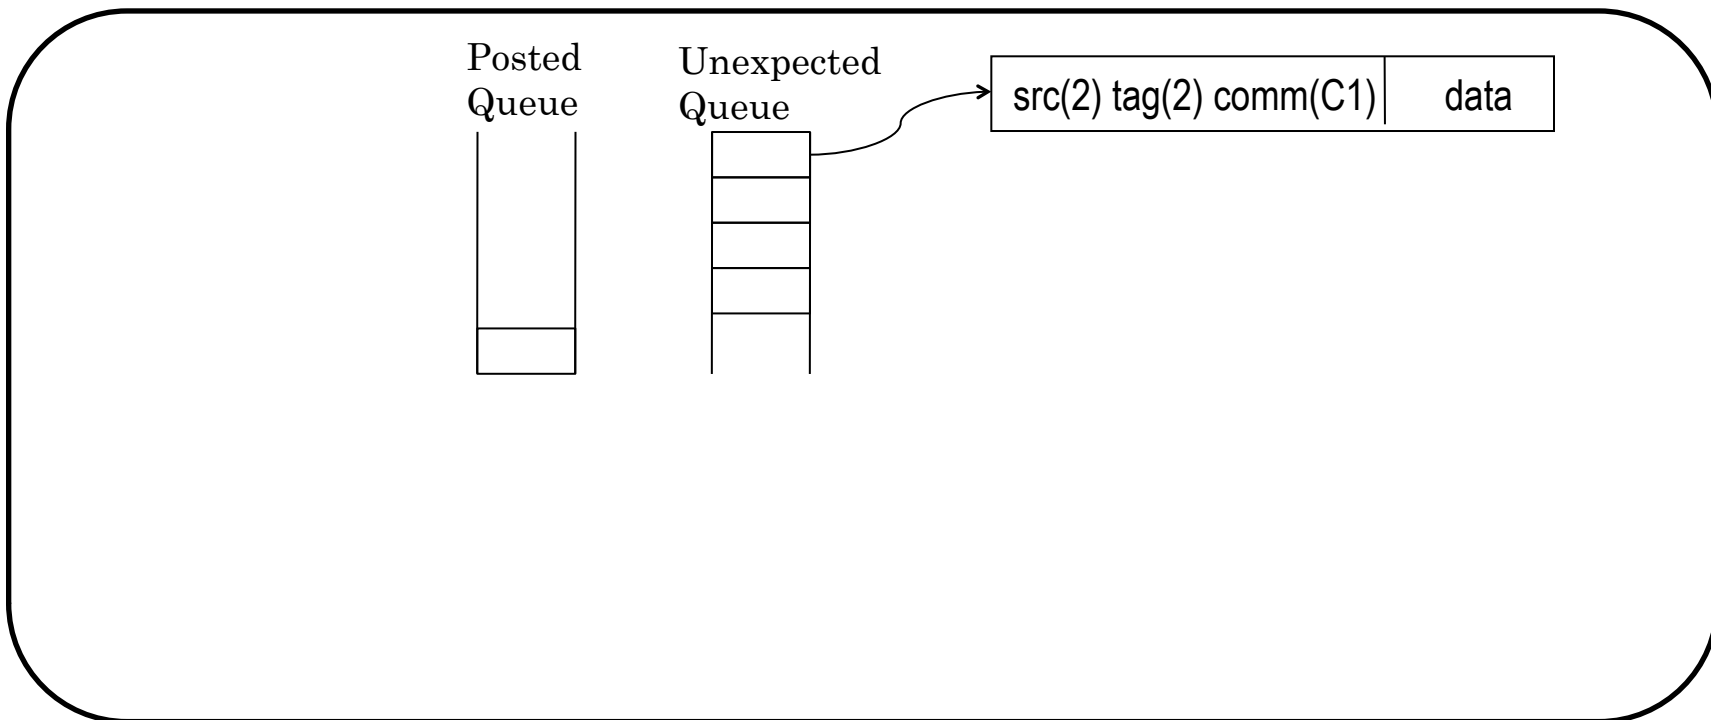 Posted
Queue
Unexpected
Queue
src(2) tag(2) comm(C1) data